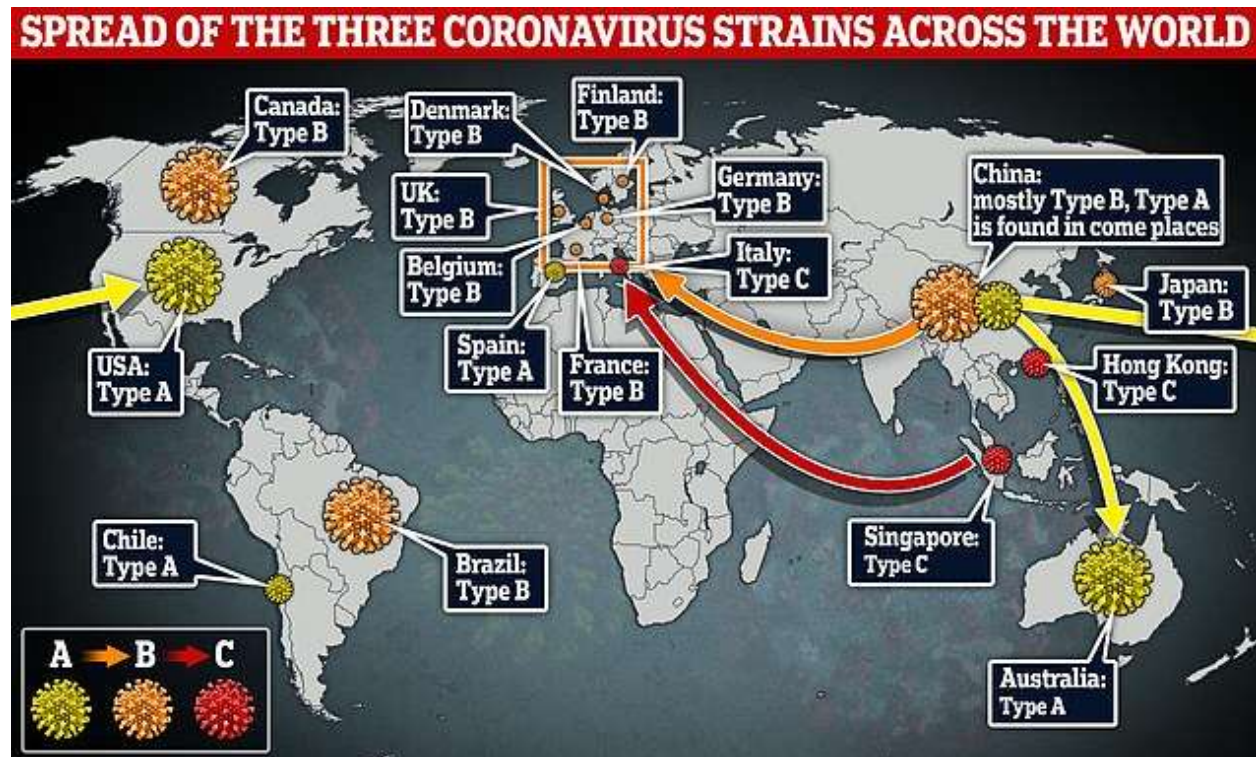 SPREAD OF THE THREE CORONAVIRUS STRAINS ACROSS THE WORLD
Canada:
Type B
Denmark:
Type B
Finland:
Type B
UK:
Type B
Germany:
Type B
China:
mostly Type B, Type A
is found in come places
Belgium:
Type B
Italy:
Type C
Japan:
Type B
USA:
Type A
Spain:
Type A
France:
Type B
Hong Kong:
Type C
Chile:
Type A
Brazil:
Type B
Singapore:
Type C
Australia:
Type A
A B C